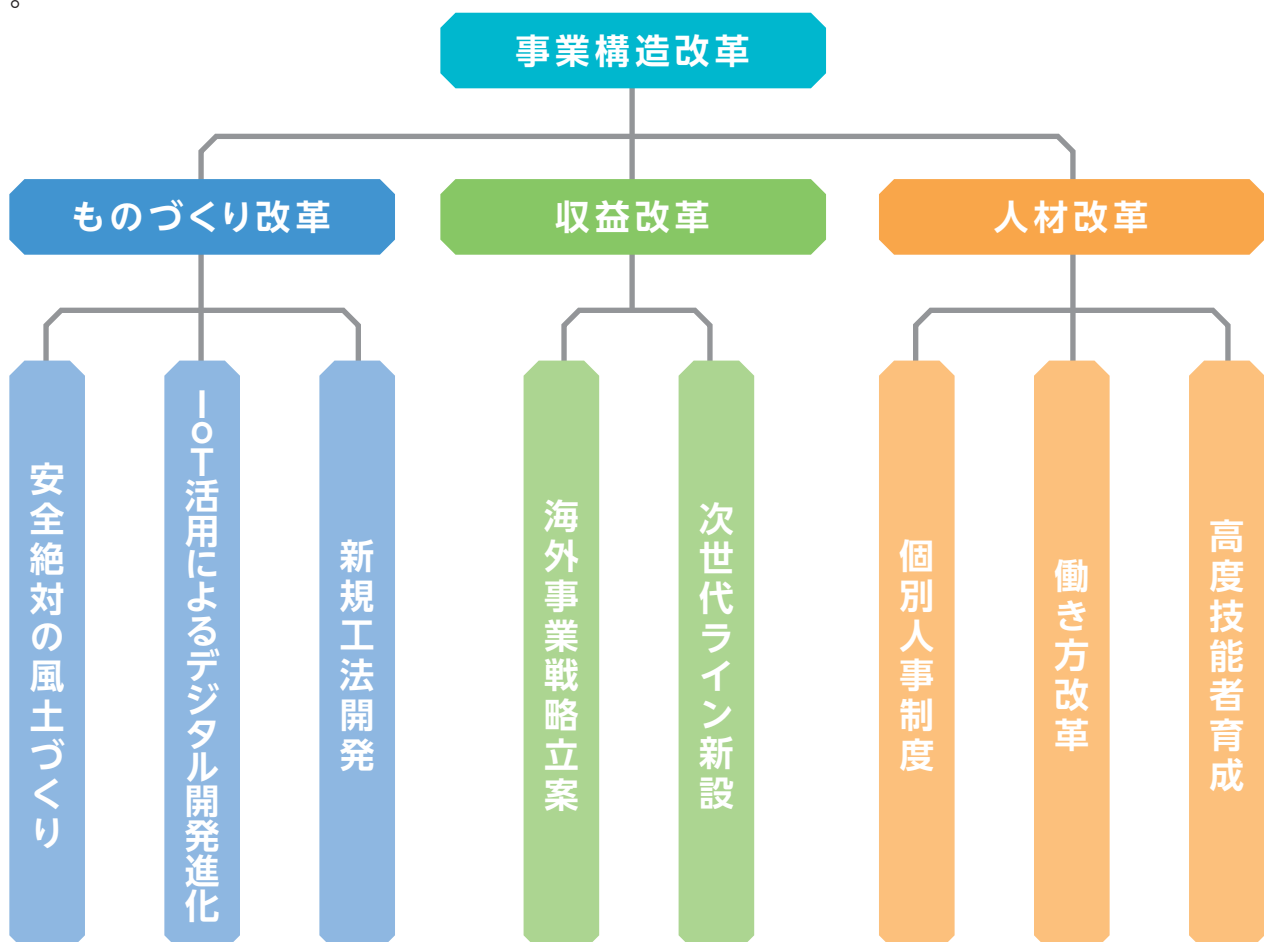 。
事業構造改革
ものづくり改革
収益改革
人材改革
安全絶対の風土づくり
IoT活用によるデジタル開発進化
新規工法開発
海外事業戦略立案
次世代ライン新設
個別人事制度
働き方改革
高度技能者育成